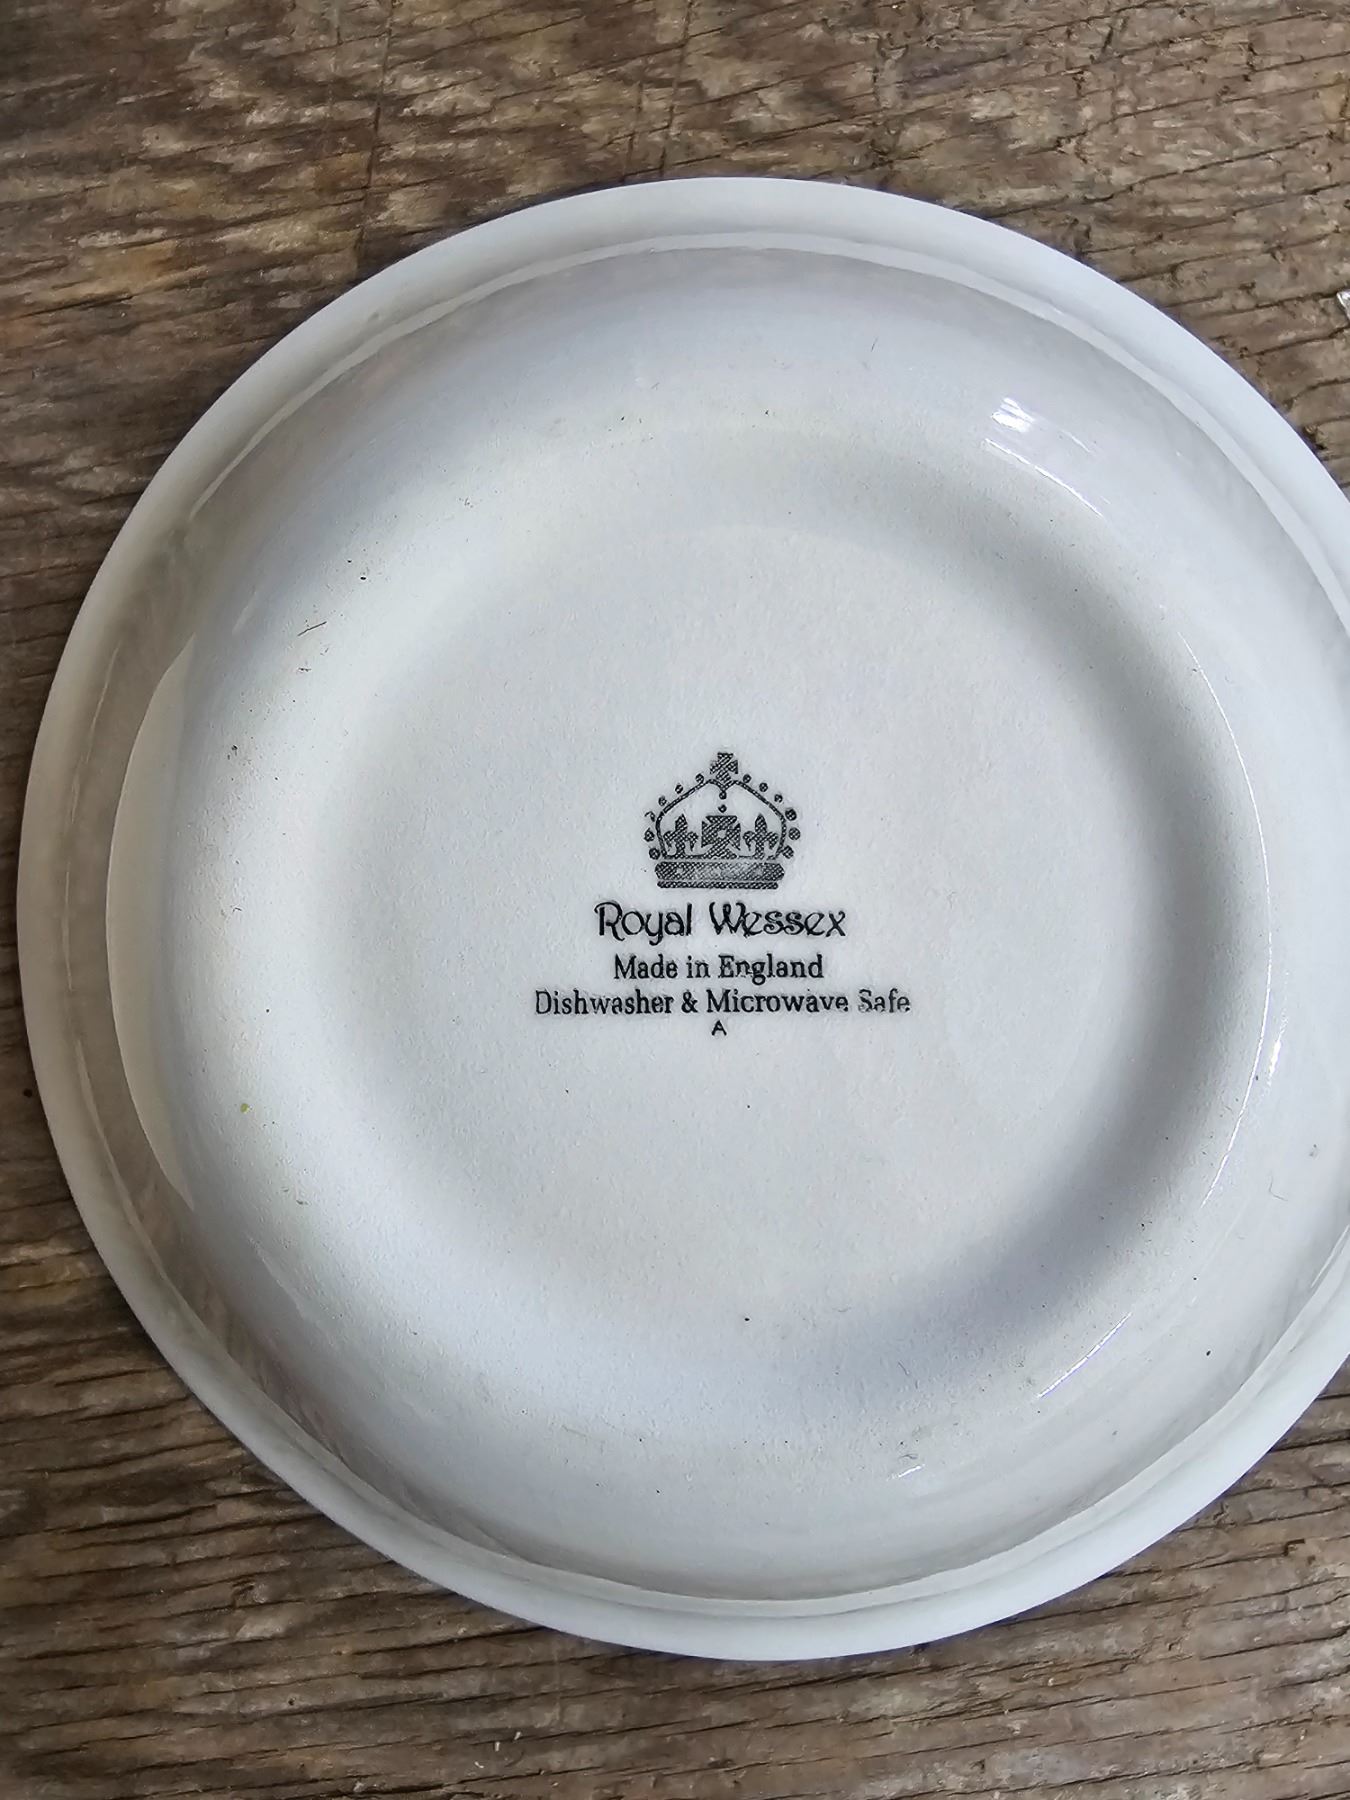 Royal Wessex
Made in England
Dishwasher & Microwave Safe
A